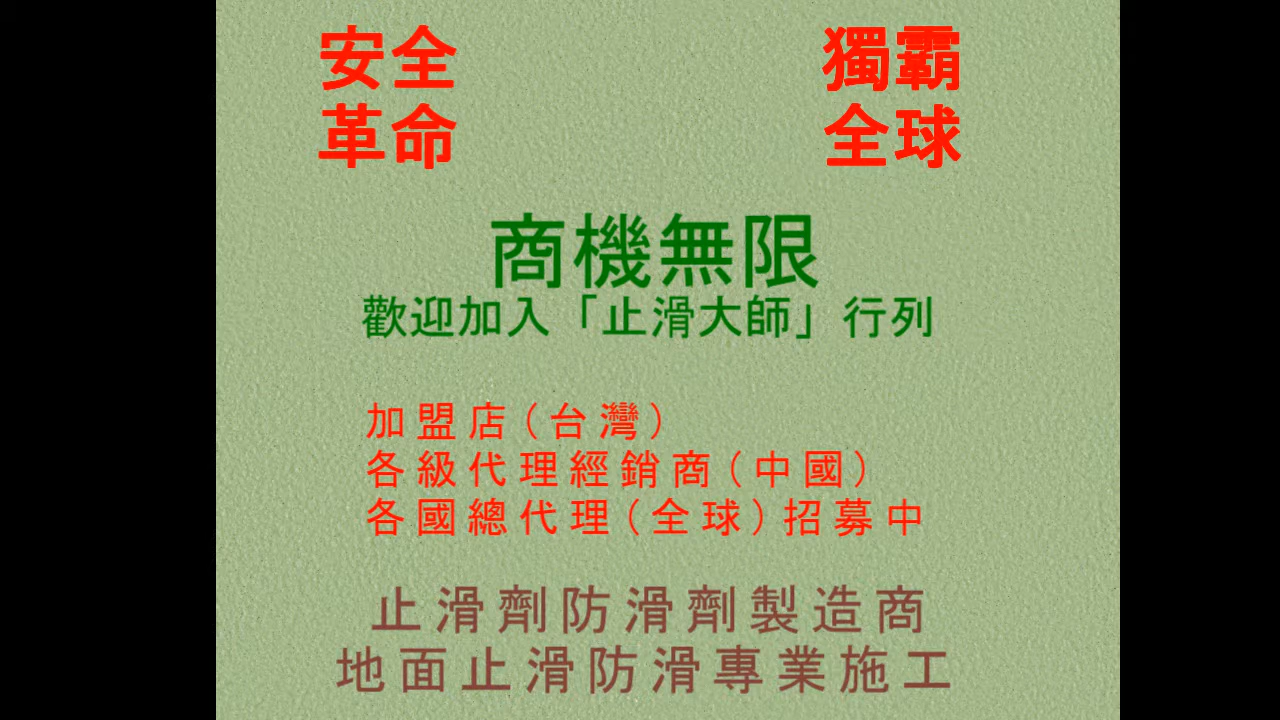 安全
革命
獨霸
全球
商機無限
歡迎加入「止滑大師」行列
加盟店(台灣)
各級代理經銷商(中國)
各國總代理(全球)招募中
止滑劑防滑劑製造商
地面止滑防滑專業施工